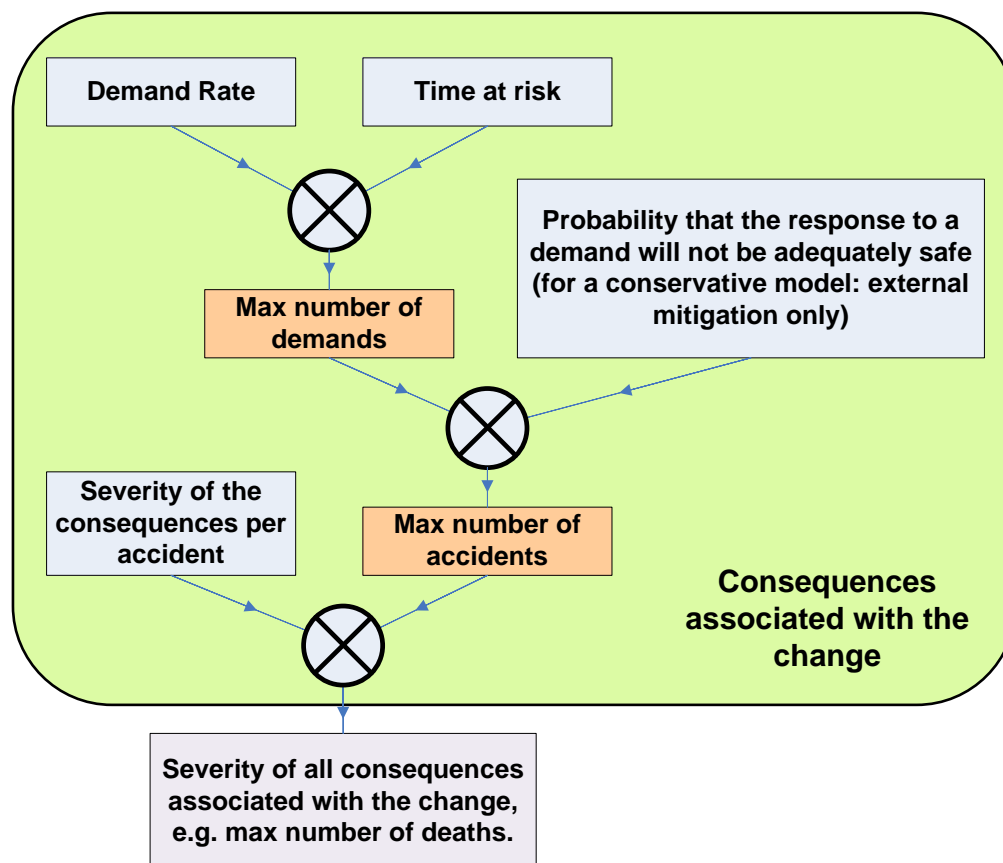 Demand Rate
Time at risk
Probability that the response to a
demand will not be adequately safe
(for a conservative model: external
mitigation only)
Max number of
demands
Severity of the
consequences per
accident
Max number of
accidents
Consequences
associated with the
change
Severity of all consequences
associated with the change,
e.g. max number of deaths.